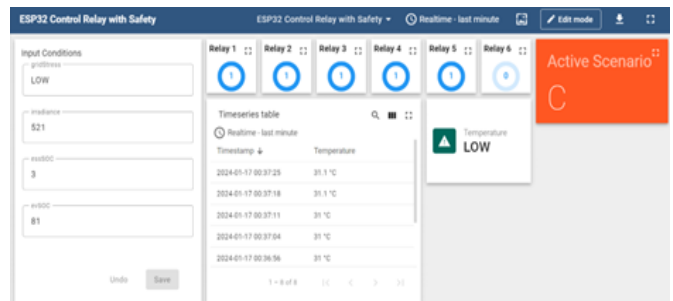 ESP32 Control Relay with Safety
ESP32 Control Relay with Safety
Realtime - last minute
Edit mode
Input Conditions
gridStress
LOW
irradiance
521
essSOC
3
evSOC
81
Undo
Save
Relay 1
1
Relay 2
1
Relay 3
1
Relay 4
1
Relay 5
1
Relay 6
0
Timeseries table
Realtime - last minute
Timestamp Temperature
2024-01-17 00:37:25 31.1 °C
2024-01-17 00:37:18 31.1 °C
2024-01-17 00:37:11 31 °C
2024-01-17 00:37:04 31 °C
2024-01-17 00:36:56 31 °C
1 – 8 of 8
Temperature
LOW
Active Scenario
C